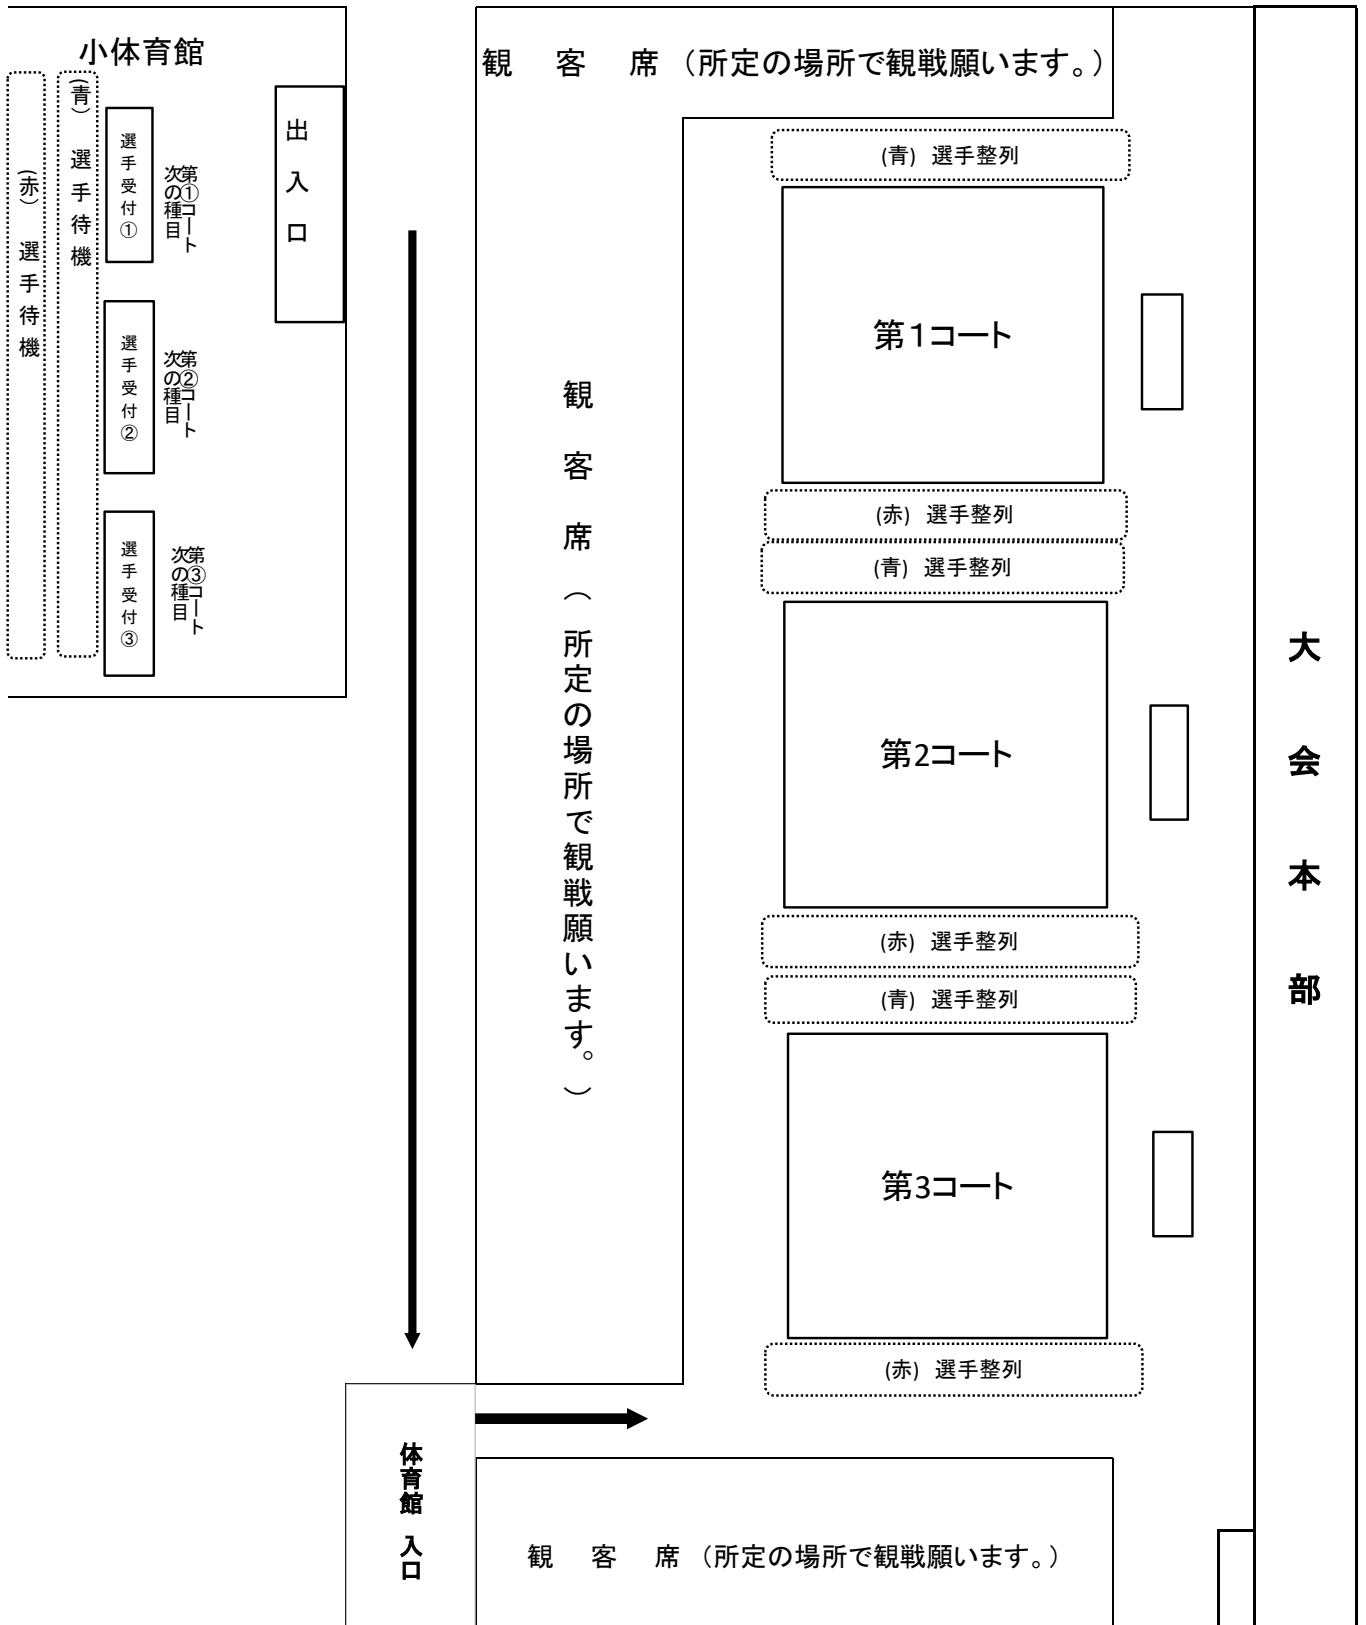 小体育館
(赤) 選手待機
(青) 選手待機
選手受付①
第①コート
次の種目
選手受付②
第②コート
次の種目
選手受付③
第③コート
次の種目
出入口
観 客 席 (所定の場所で観戦願います。)
観 客 席 ( 所定の場所で観戦願います。)
(青) 選手整列
第1コート
(赤) 選手整列
(青) 選手整列
第2コート
(赤) 選手整列
(青) 選手整列
第3コート
(赤) 選手整列
大会本部
体育館 入口
観 客 席 (所定の場所で観戦願います。)